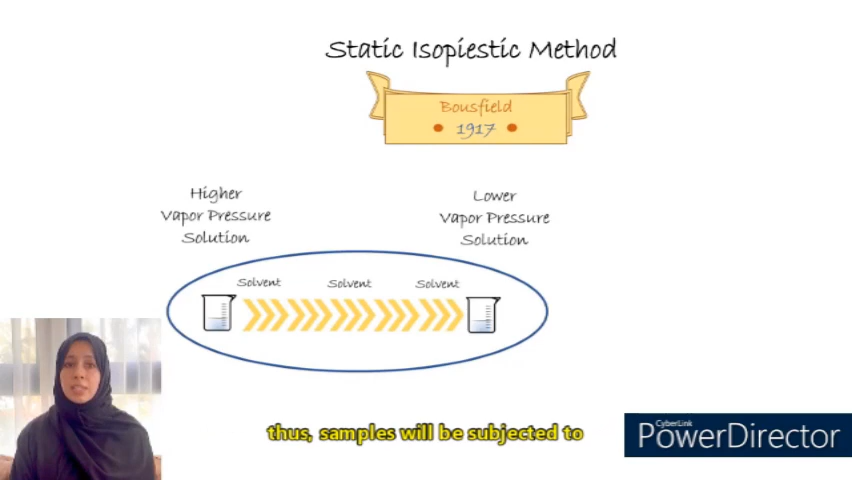 Static Isopiestic Method
Bousfield
1917
Higher
Vapor Pressure
Solution
Lower
Vapor Pressure
Solution
Solvent
Solvent
Solvent
thus, samples will be subjected to
CyberLink
PowerDirector